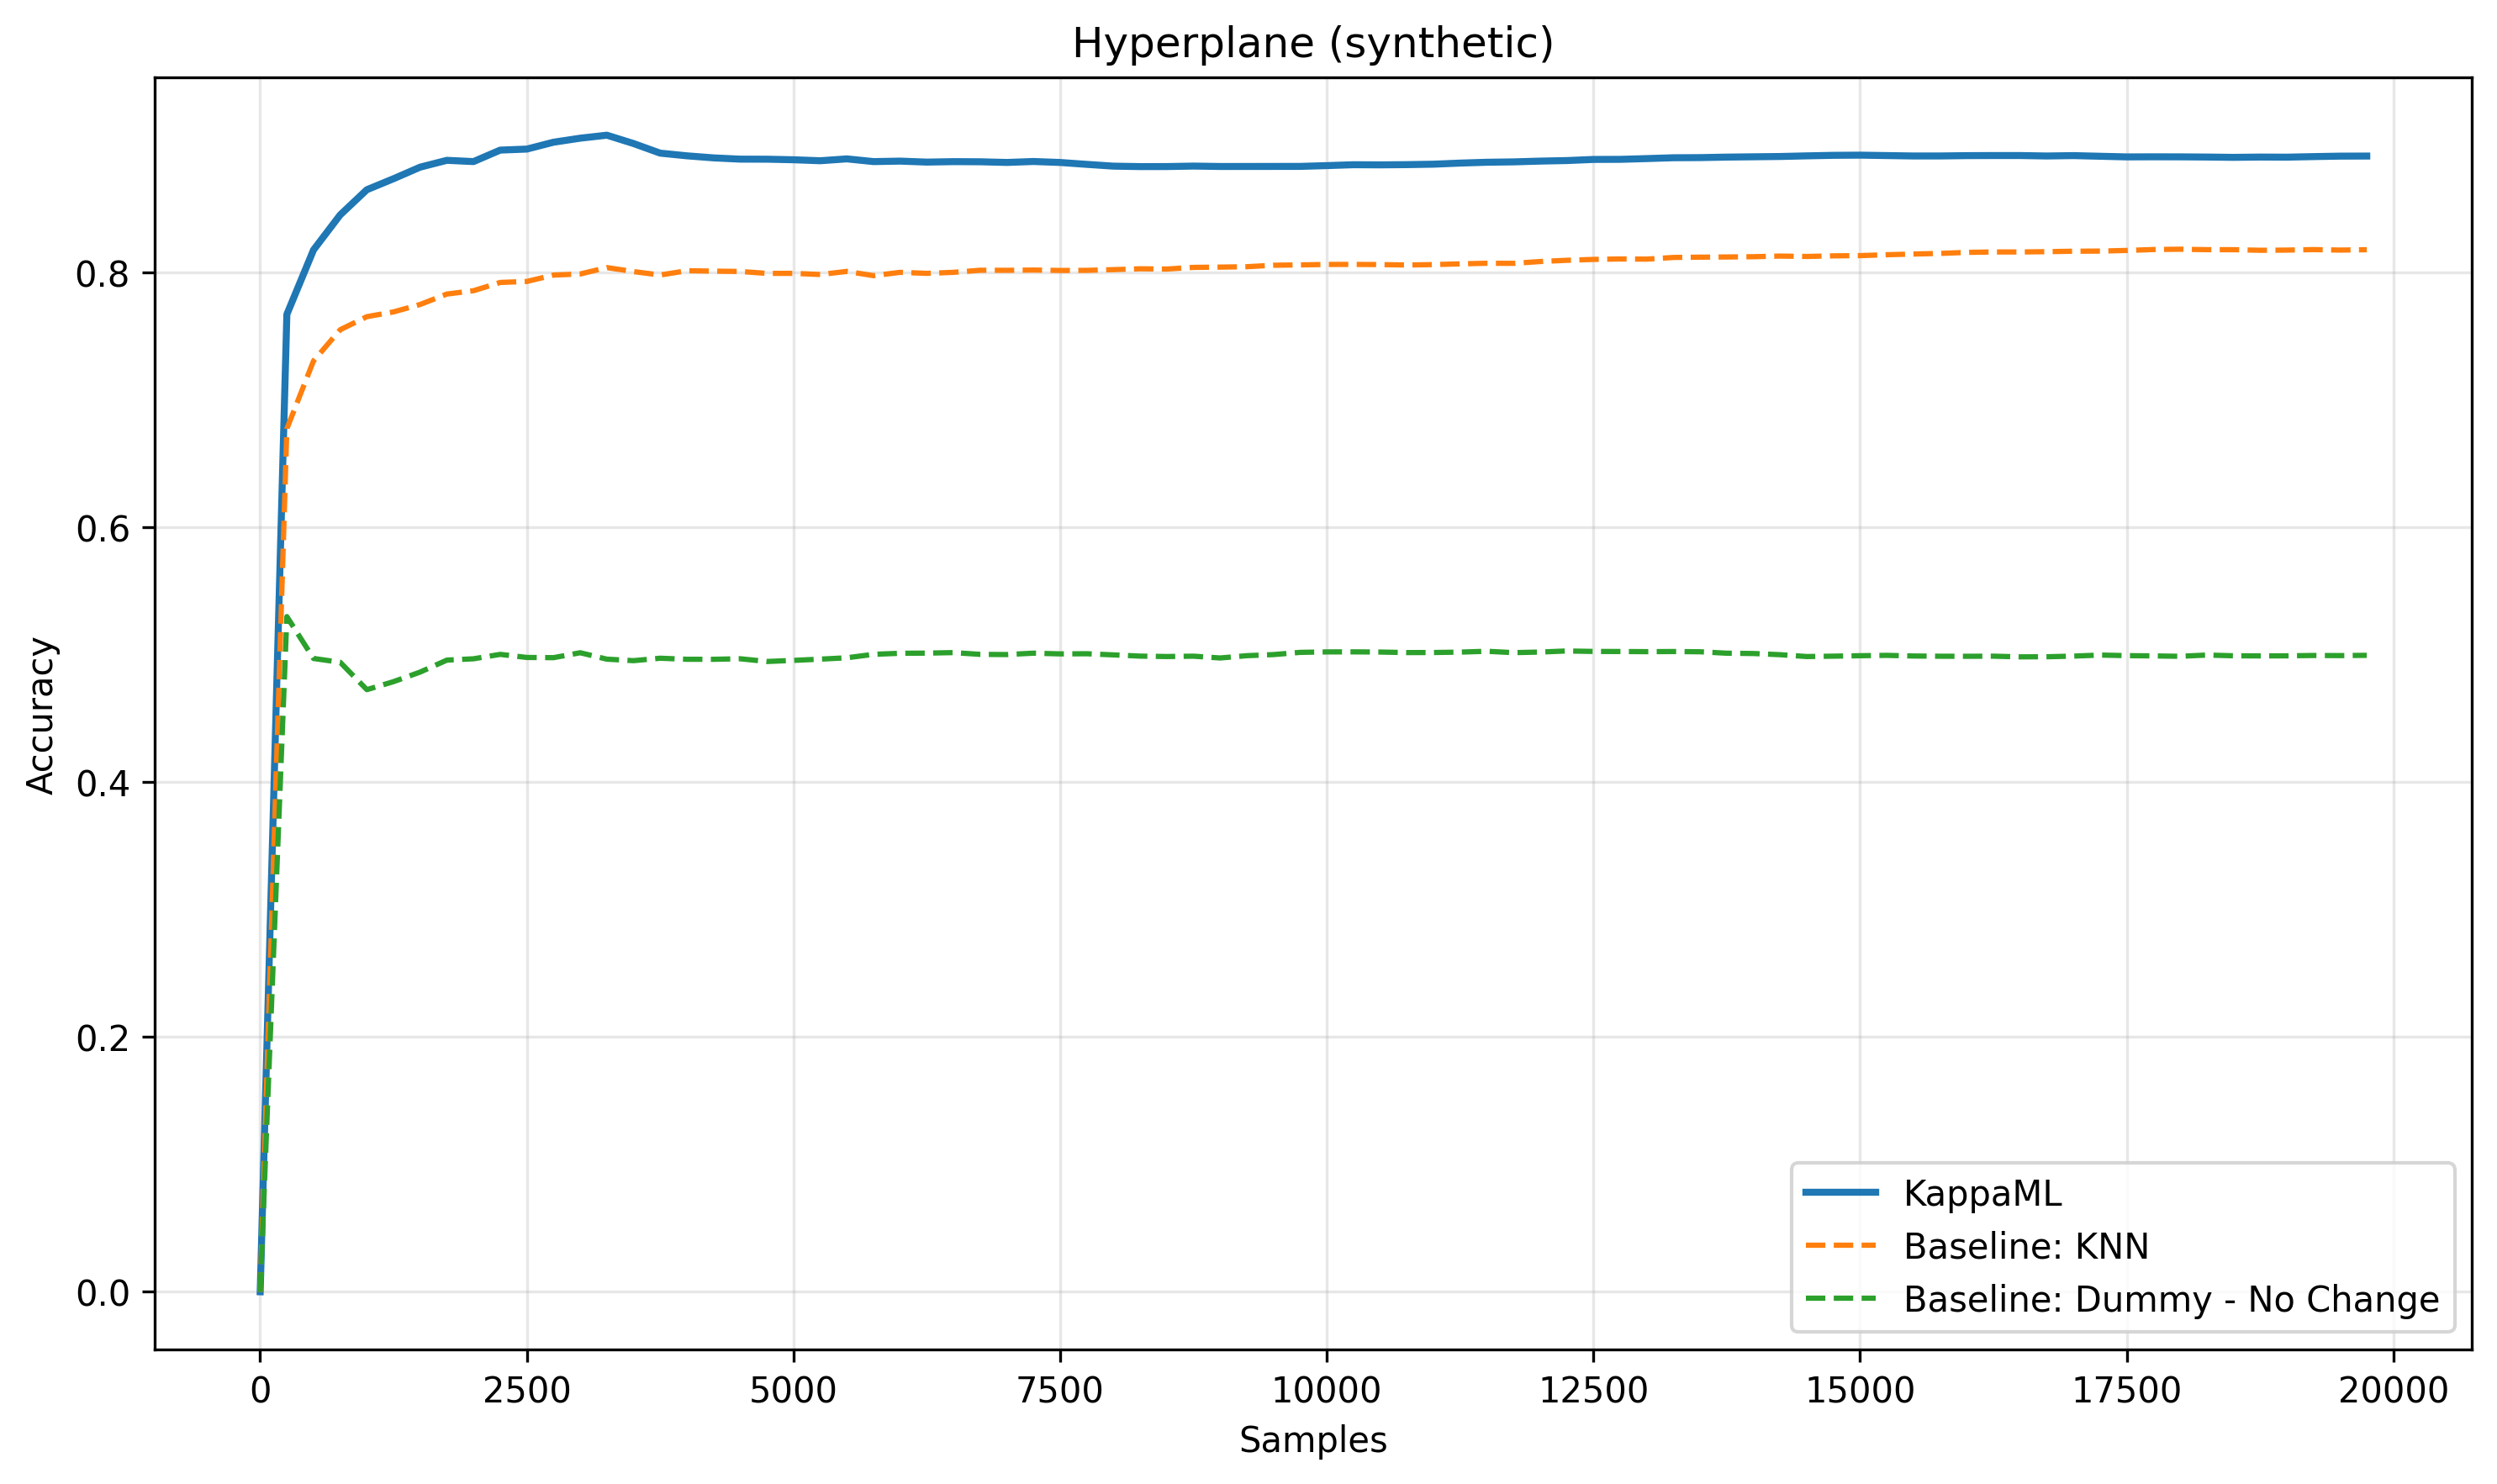 Hyperplane (synthetic)
Accuracy
0.8
0.6
0.4
0.2
0.0
KappaML
Baseline: KNN
Baseline: Dummy - No Change
0 2500 5000 7500 10000 12500 15000 17500 20000
Samples